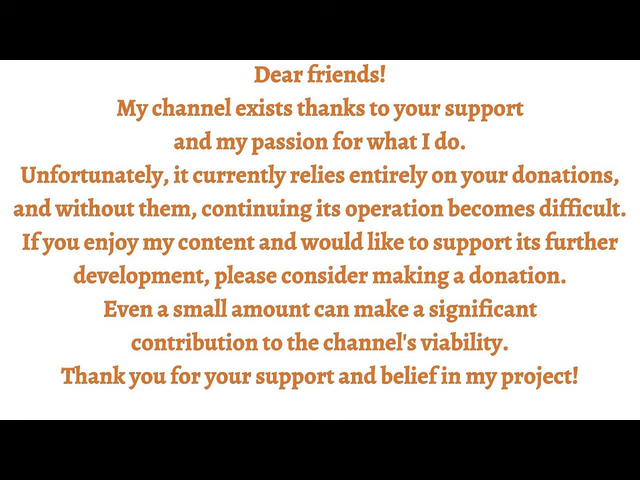 Dear friends!
My channel exists thanks to your support
and my passion for what I do.
Unfortunately, it currently relies entirely on your donations,
and without them, continuing its operation becomes difficult.
If you enjoy my content and would like to support its further
development, please consider making a donation.
Even a small amount can make a significant
contribution to the channel's viability.
Thank you for your support and belief in my project!